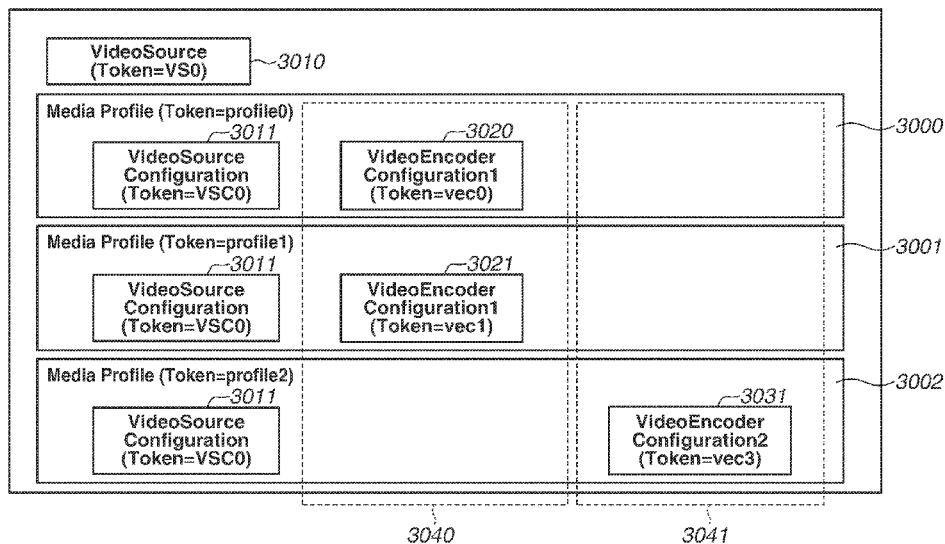 VideoSource
(Token=VS0)
3010
Media Profile (Token=profile0)
3011
VideoSource
Configuration
(Token=VSC0)
3020
VideoEncoder
Configuration1
(Token=vec0)
3000
Media Profile (Token=profile1)
3011
VideoSource
Configuration
(Token=VSC0)
3021
VideoEncoder
Configuration1
(Token=vec1)
3001
Media Profile (Token=profile2)
3011
VideoSource
Configuration
(Token=VSC0)
3031
VideoEncoder
Configuration2
(Token=vec3)
3002
3040
3041